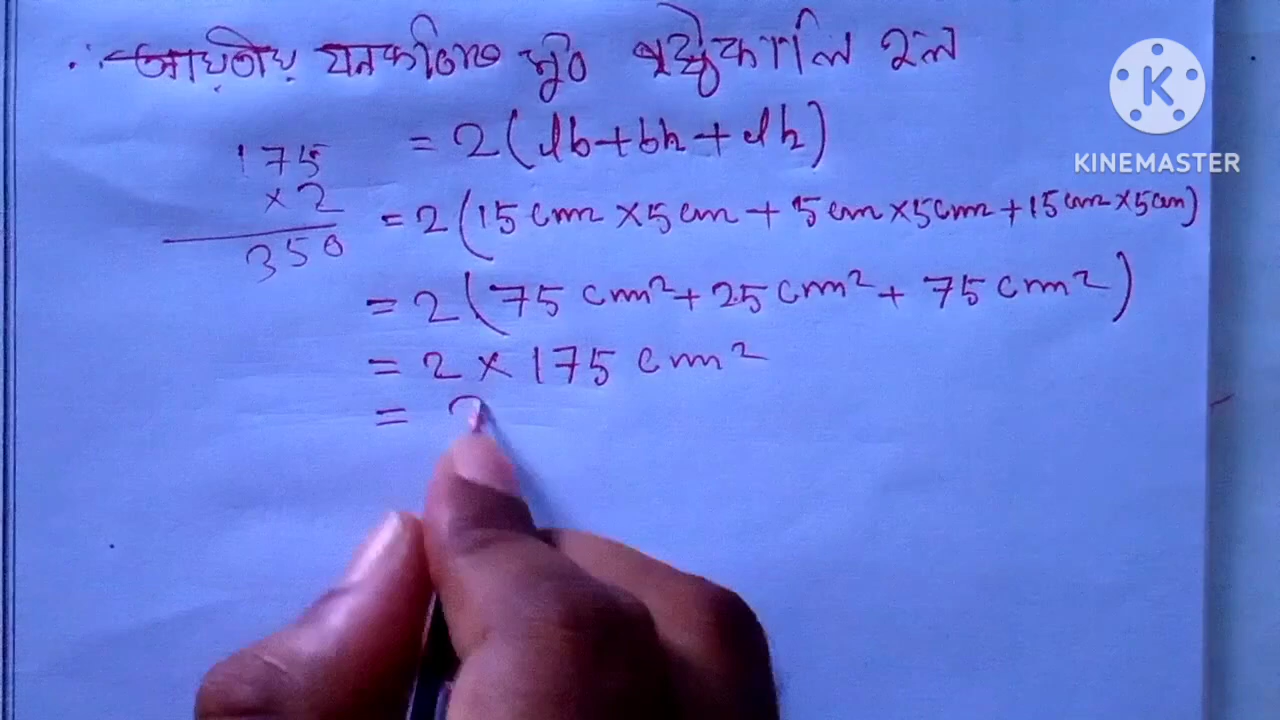 ∴ আয়তীয় ঘনকটোৰ মুঠ পৃষ্ঠকালি হ'ল
= 2 (lb+bh+lh)
= 2 (15 cm × 5 cm + 5 cm × 5 cm + 15 cm × 5 cm)
= 2 (75 cm² + 25 cm² + 75 cm²)
= 2 × 175 cm²
=
175
× 2
350
K
KINEMASTER